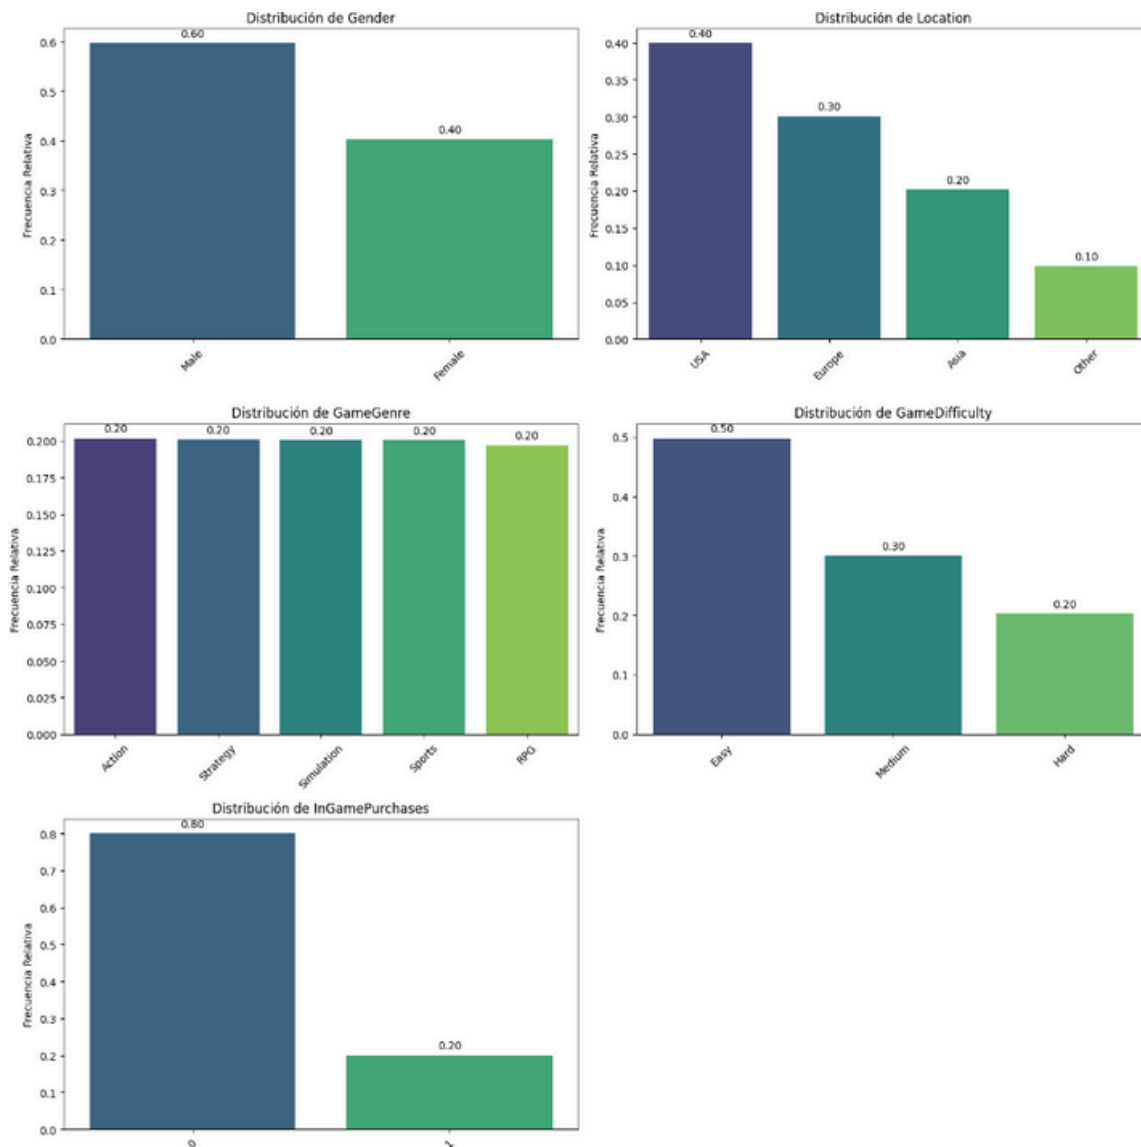 Distribución de Gender
Frecuencia Relativa
0.6
0.5
0.4
0.3
0.2
0.1
0.0
0.60
0.40
Male
Female
Distribución de Location
Frecuencia Relativa
0.40
0.35
0.30
0.25
0.20
0.15
0.10
0.05
0.00
0.40
0.30
0.20
0.10
USA
Europe
Asia
Other
Distribución de GameGenre
Frecuencia Relativa
0.200
0.175
0.150
0.125
0.100
0.075
0.050
0.025
0.000
0.20
0.20
0.20
0.20
0.20
Action
Strategy
Simulation
Sports
RPG
Distribución de GameDifficulty
Frecuencia Relativa
0.5
0.4
0.3
0.2
0.1
0.0
0.50
0.30
0.20
Easy
Medium
Hard
Distribución de InGamePurchases
Frecuencia Relativa
0.8
0.7
0.6
0.5
0.4
0.3
0.2
0.1
0.0
0.80
0.20
0
1